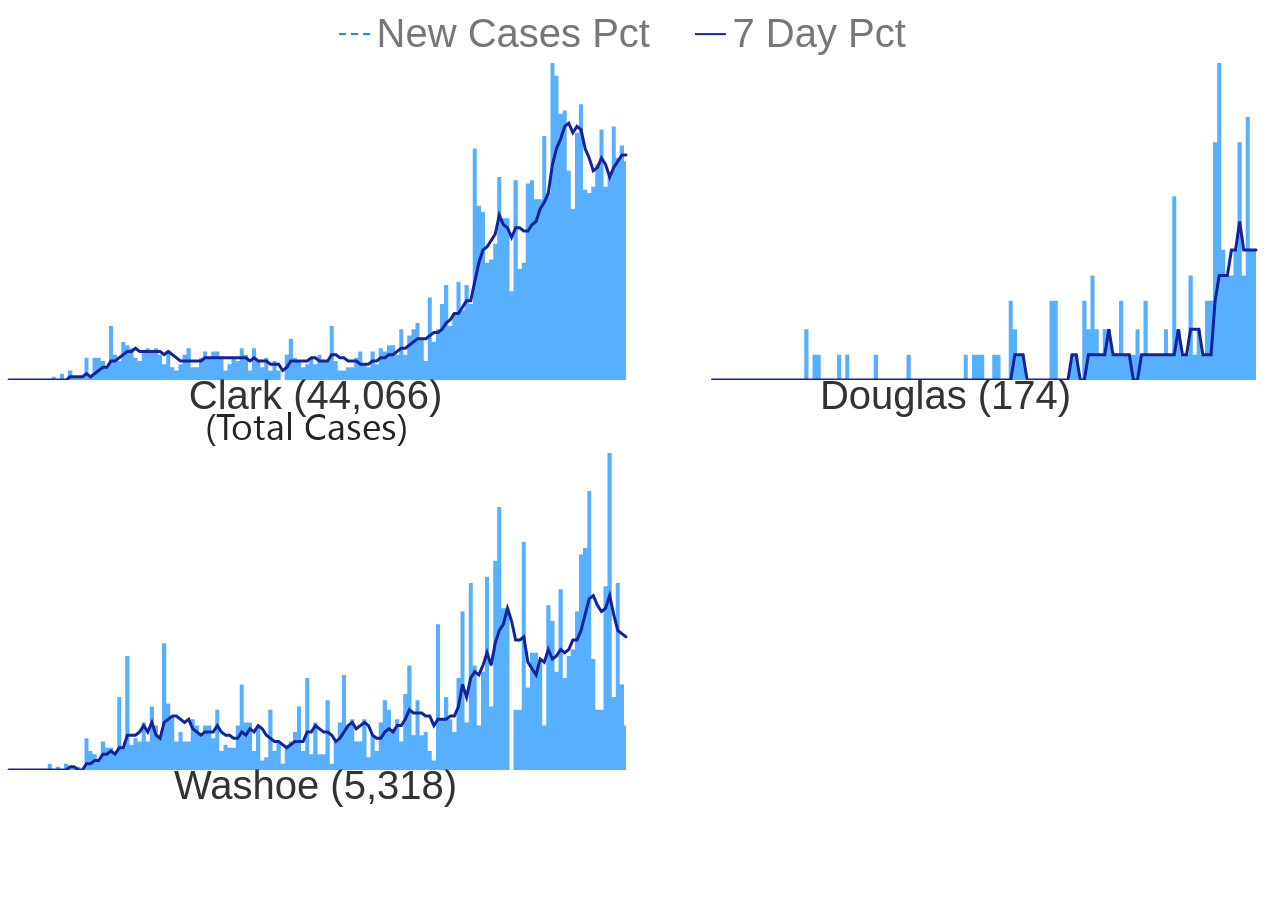 New Cases Pct 7 Day Pct
Clark (44,066)
(Total Cases)
Douglas (174)
Washoe (5,318)